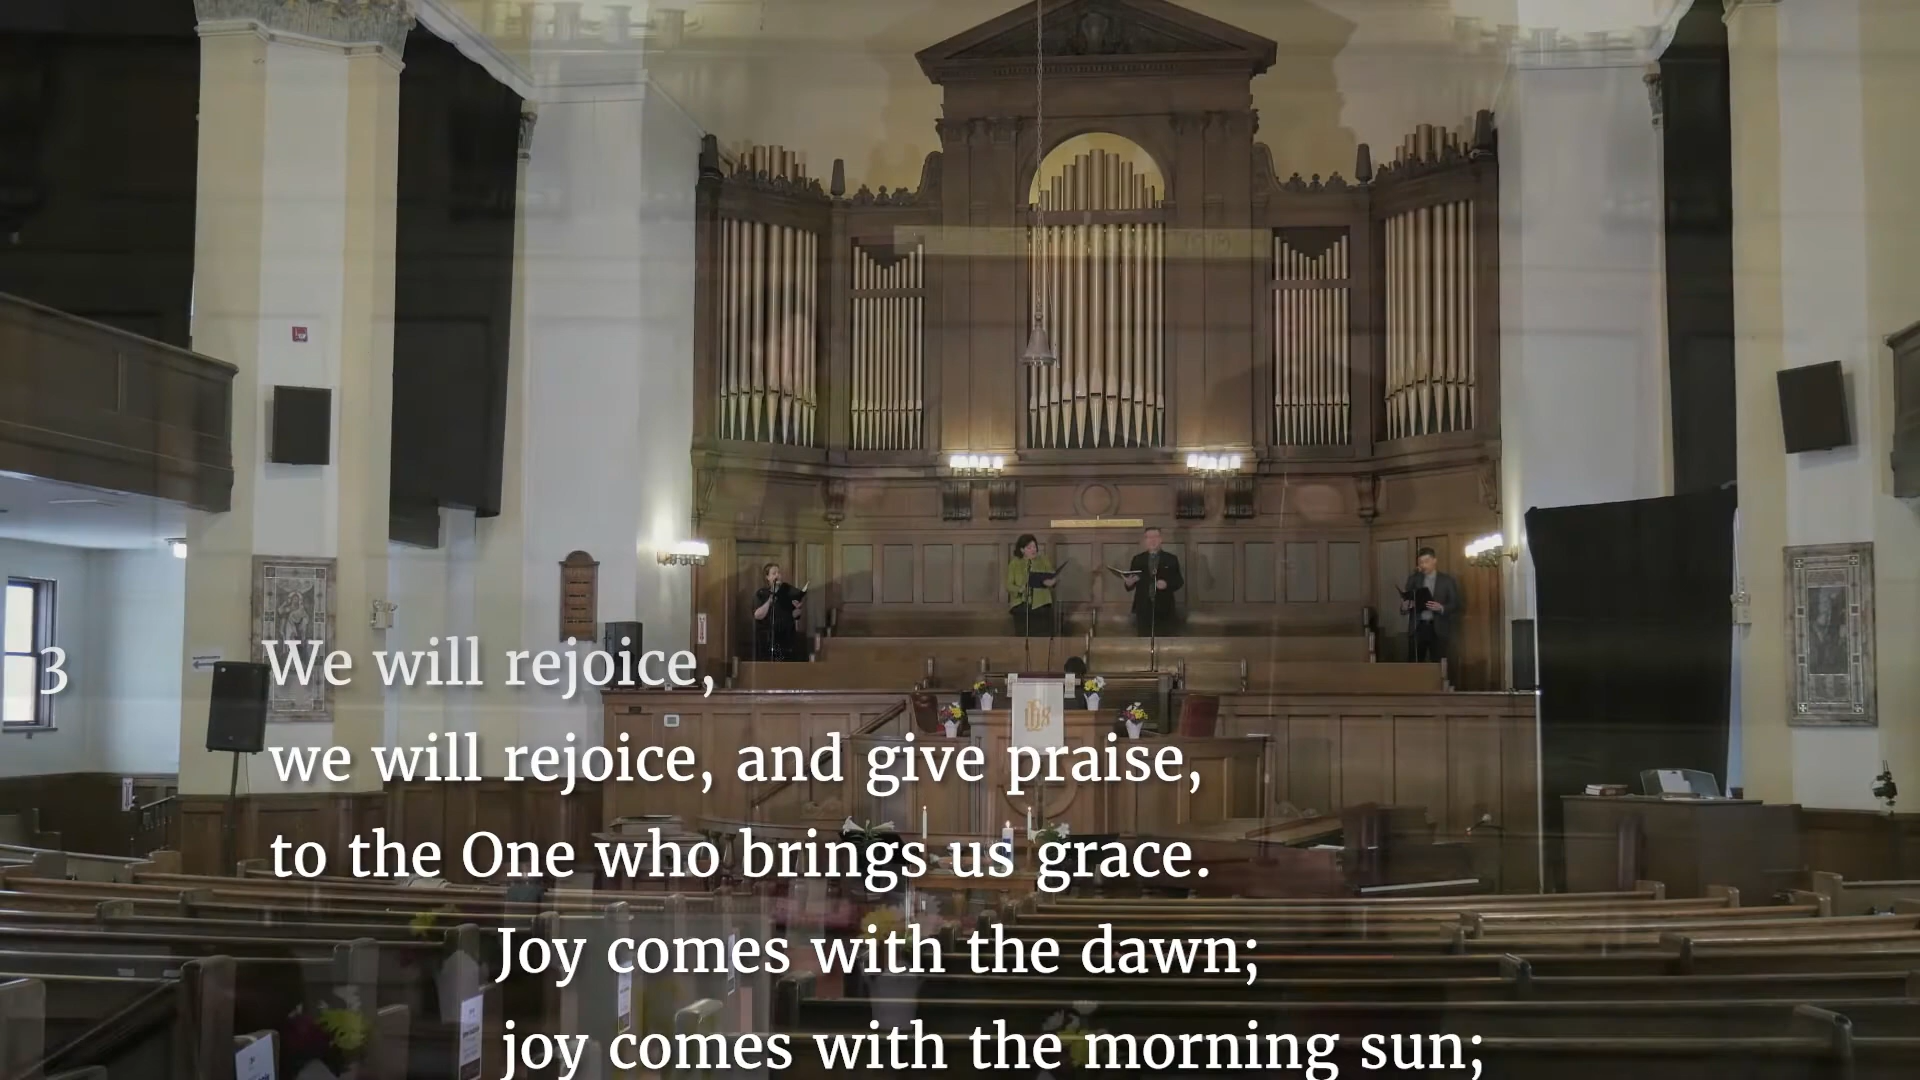 3 We will rejoice,
we will rejoice, and give praise,
to the One who brings us grace.
Joy comes with the dawn;
joy comes with the morning sun;
ihs